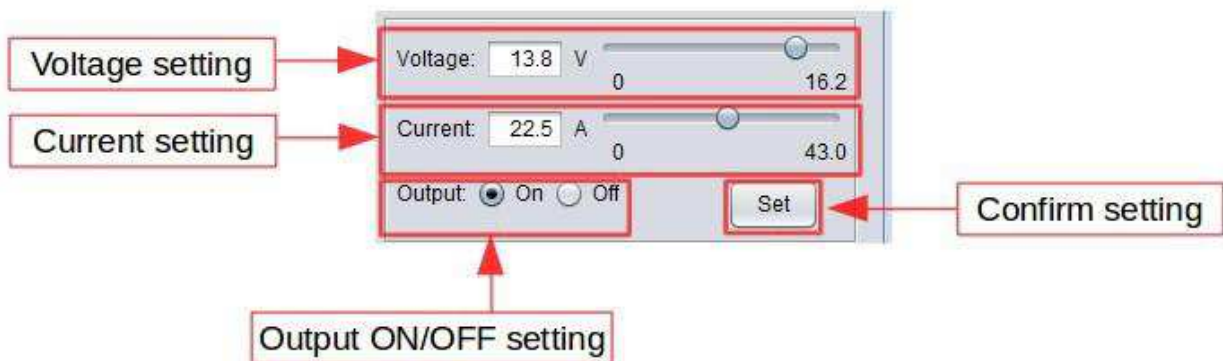 Voltage setting
Voltage: 13.8 V
0 16.2
Current setting
Current: 22.5 A
0 43.0
Output: On Off
Set
Confirm setting
Output ON/OFF setting